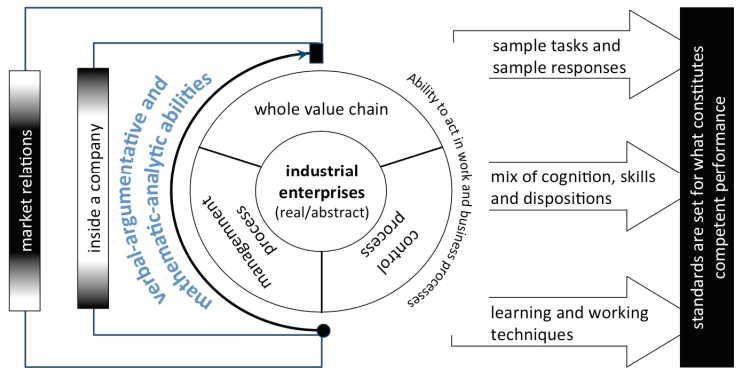 market relations
inside a company
verbal-argumentative and
mathematic-analytic abilities
whole value chain
industrial
enterprises
(real/abstract)
management
process
control
process
Ability to act in work and business processes
sample tasks and
sample responses
mix of cognition, skills
and dispositions
learning and working
techniques
standards are set for what constitutes
competent performance